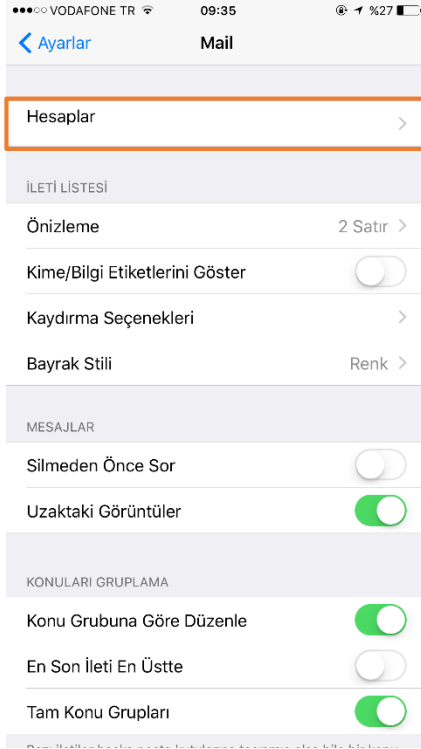 VODAFONE TR 09:35 %27
Ayarlar Mail
Hesaplar
İLETİ LİSTESİ
Önizleme 2 Satır
Kime/Bilgi Etiketlerini Göster
Kaydırma Seçenekleri
Bayrak Stili Renk
MESAJLAR
Silmeden Önce Sor
Uzaktaki Görüntüler
KONULARI GRUPLAMA
Konu Grubuna Göre Düzenle
En Son İleti En Üstte
Tam Konu Grupları